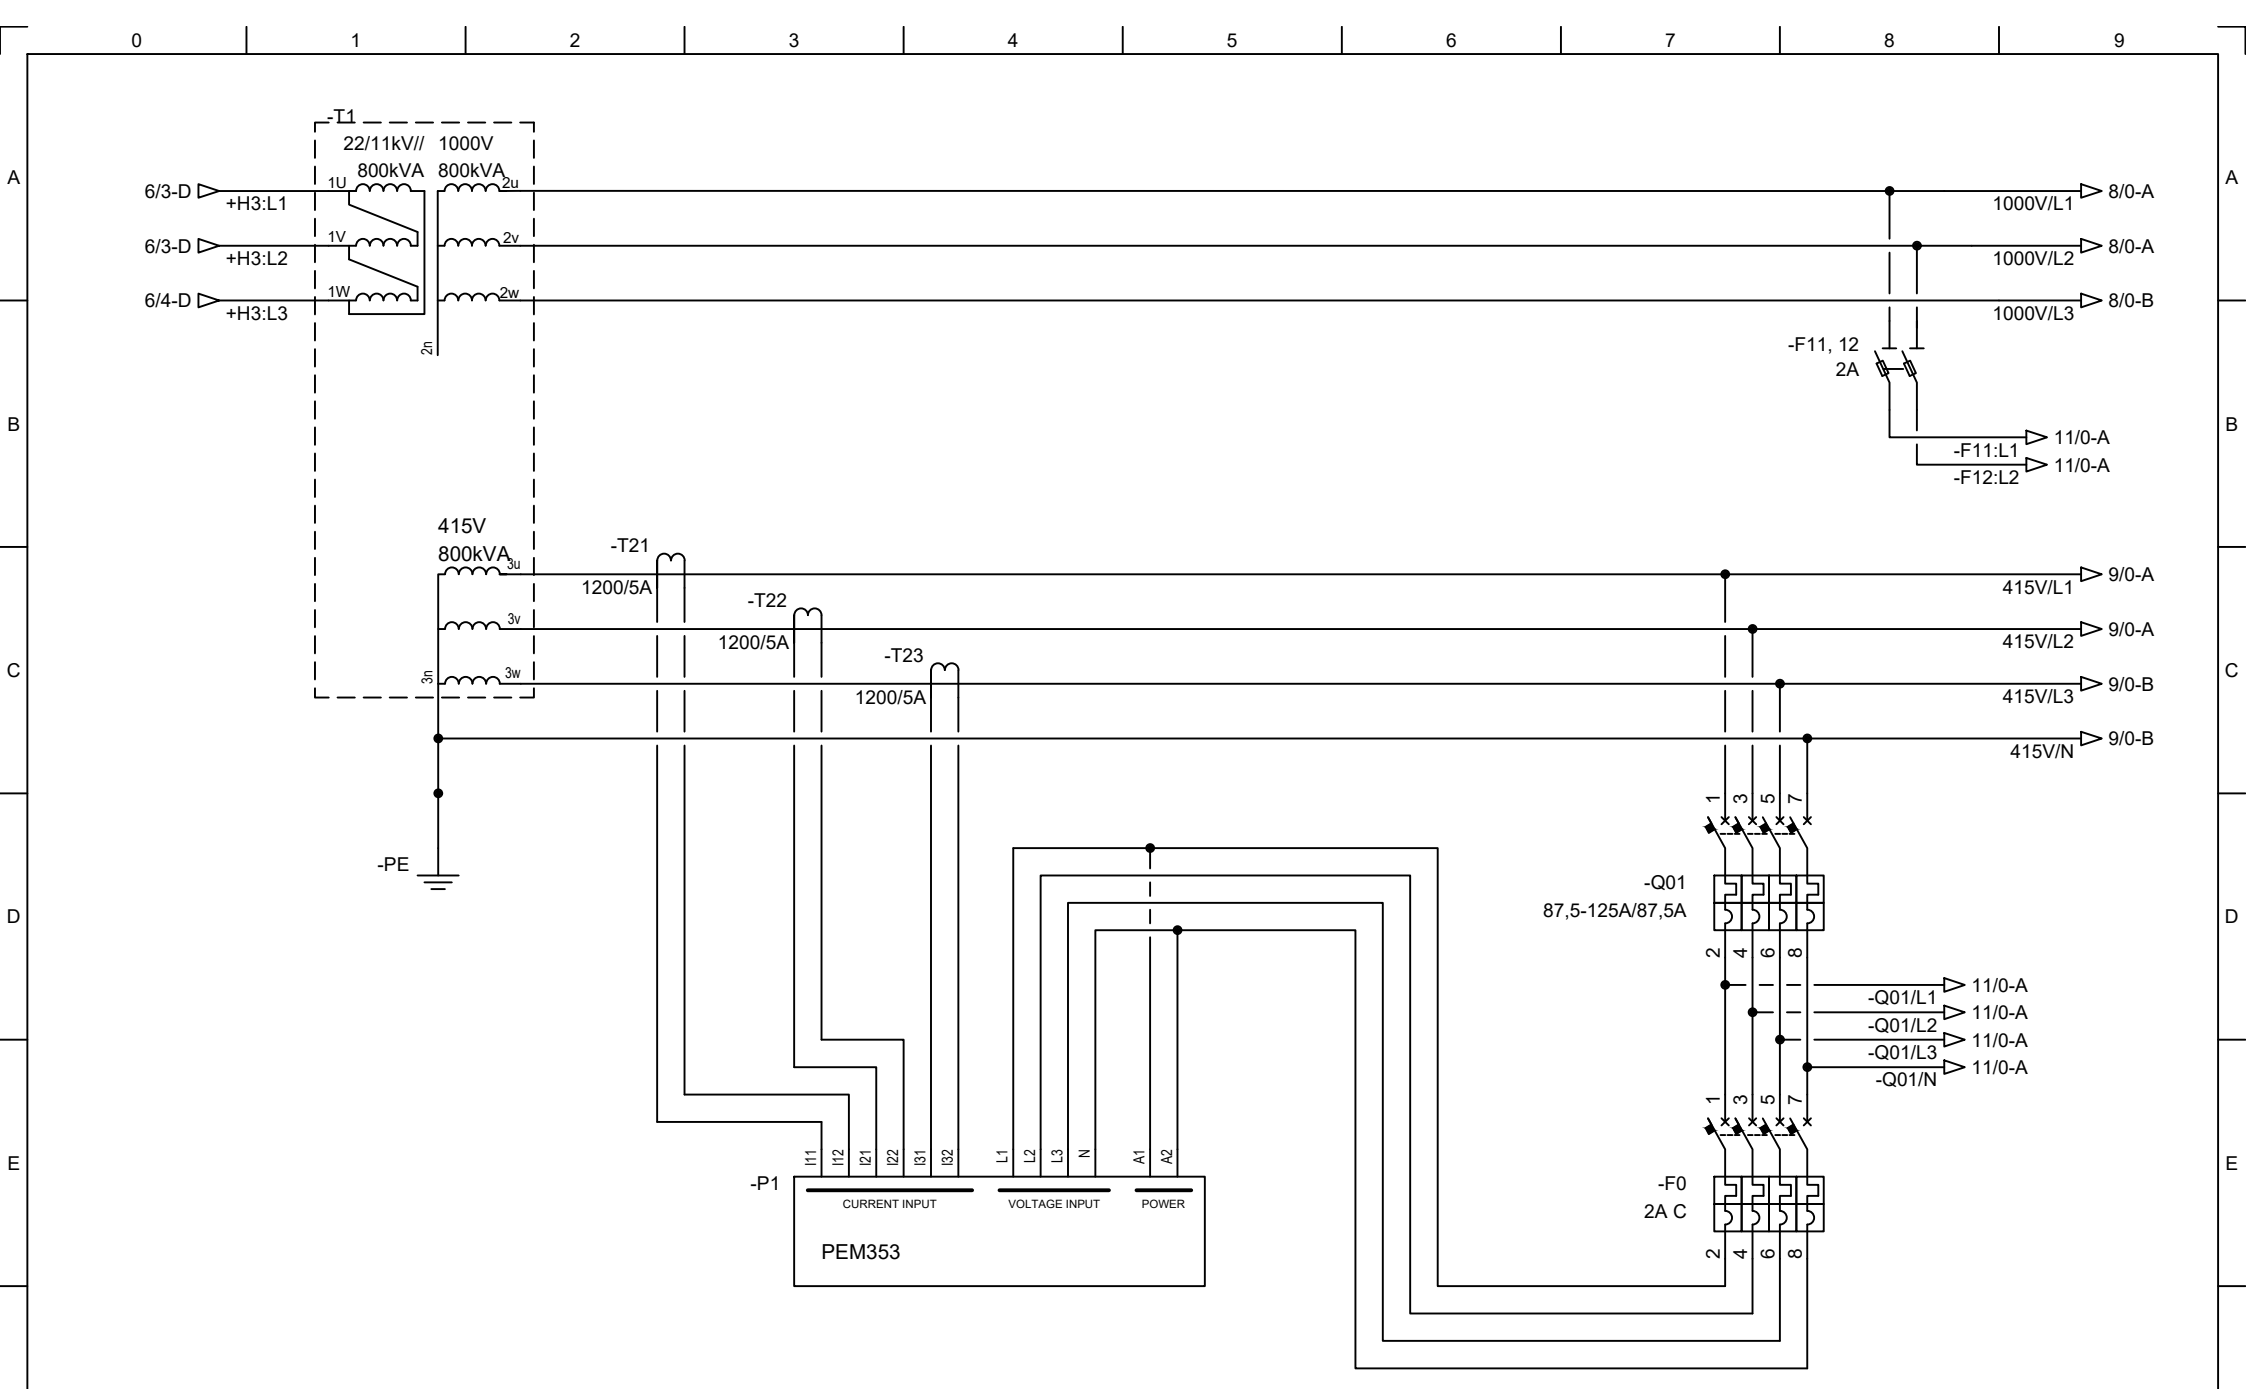 0 1 2 3 4 5 6 7 8 9
-T1
22/11kV// 1000V
800kVA 800kVA
A A
6/3-D 1U 2u 8/0-A
+H3:L1 1000V/L1
6/3-D 1V 2v 8/0-A
+H3:L2 1000V/L2
6/4-D 1W 2w 8/0-B
+H3:L3 1000V/L3
2n
-F11, 12
2A
B B
11/0-A
-F11:L1
11/0-A
-F12:L2
415V
800kVA
-T21
3u 9/0-A
1200/5A 415V/L1
-T22
3v 9/0-A
1200/5A 415V/L2
-T23
C C
3n 3w 9/0-B
1200/5A 415V/L3
9/0-B
415V/N
1 3 5 7
-PE
-Q01
87,5-125A/87,5A
D D
2 4 6 8
11/0-A
-Q01/L1
11/0-A
-Q01/L2
11/0-A
-Q01/L3
11/0-A
-Q01/N
1 3 5 7
I11 I12 I21 I22 I31 I32 L1 L2 L3 N A1 A2
E E
-P1
CURRENT INPUT VOLTAGE INPUT POWER
PEM353
-F0
2A C
2 4 6 8